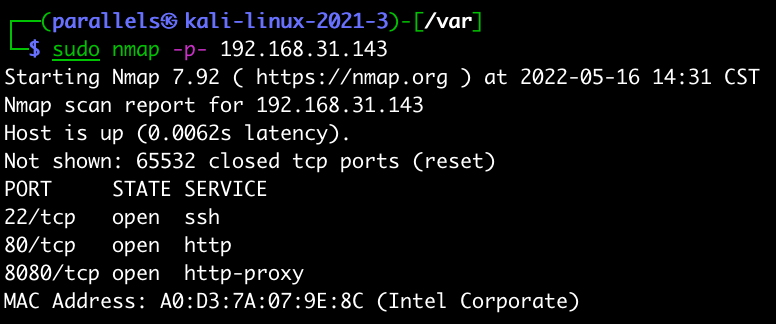 (parallels㉿kali-linux-2021-3)-[/var]
$ sudo nmap -p- 192.168.31.143
Starting Nmap 7.92 ( https://nmap.org ) at 2022-05-16 14:31 CST
Nmap scan report for 192.168.31.143
Host is up (0.0062s latency).
Not shown: 65532 closed tcp ports (reset)
PORT     STATE SERVICE
22/tcp   open  ssh
80/tcp   open  http
8080/tcp open  http-proxy
MAC Address: A0:D3:7A:07:9E:8C (Intel Corporate)